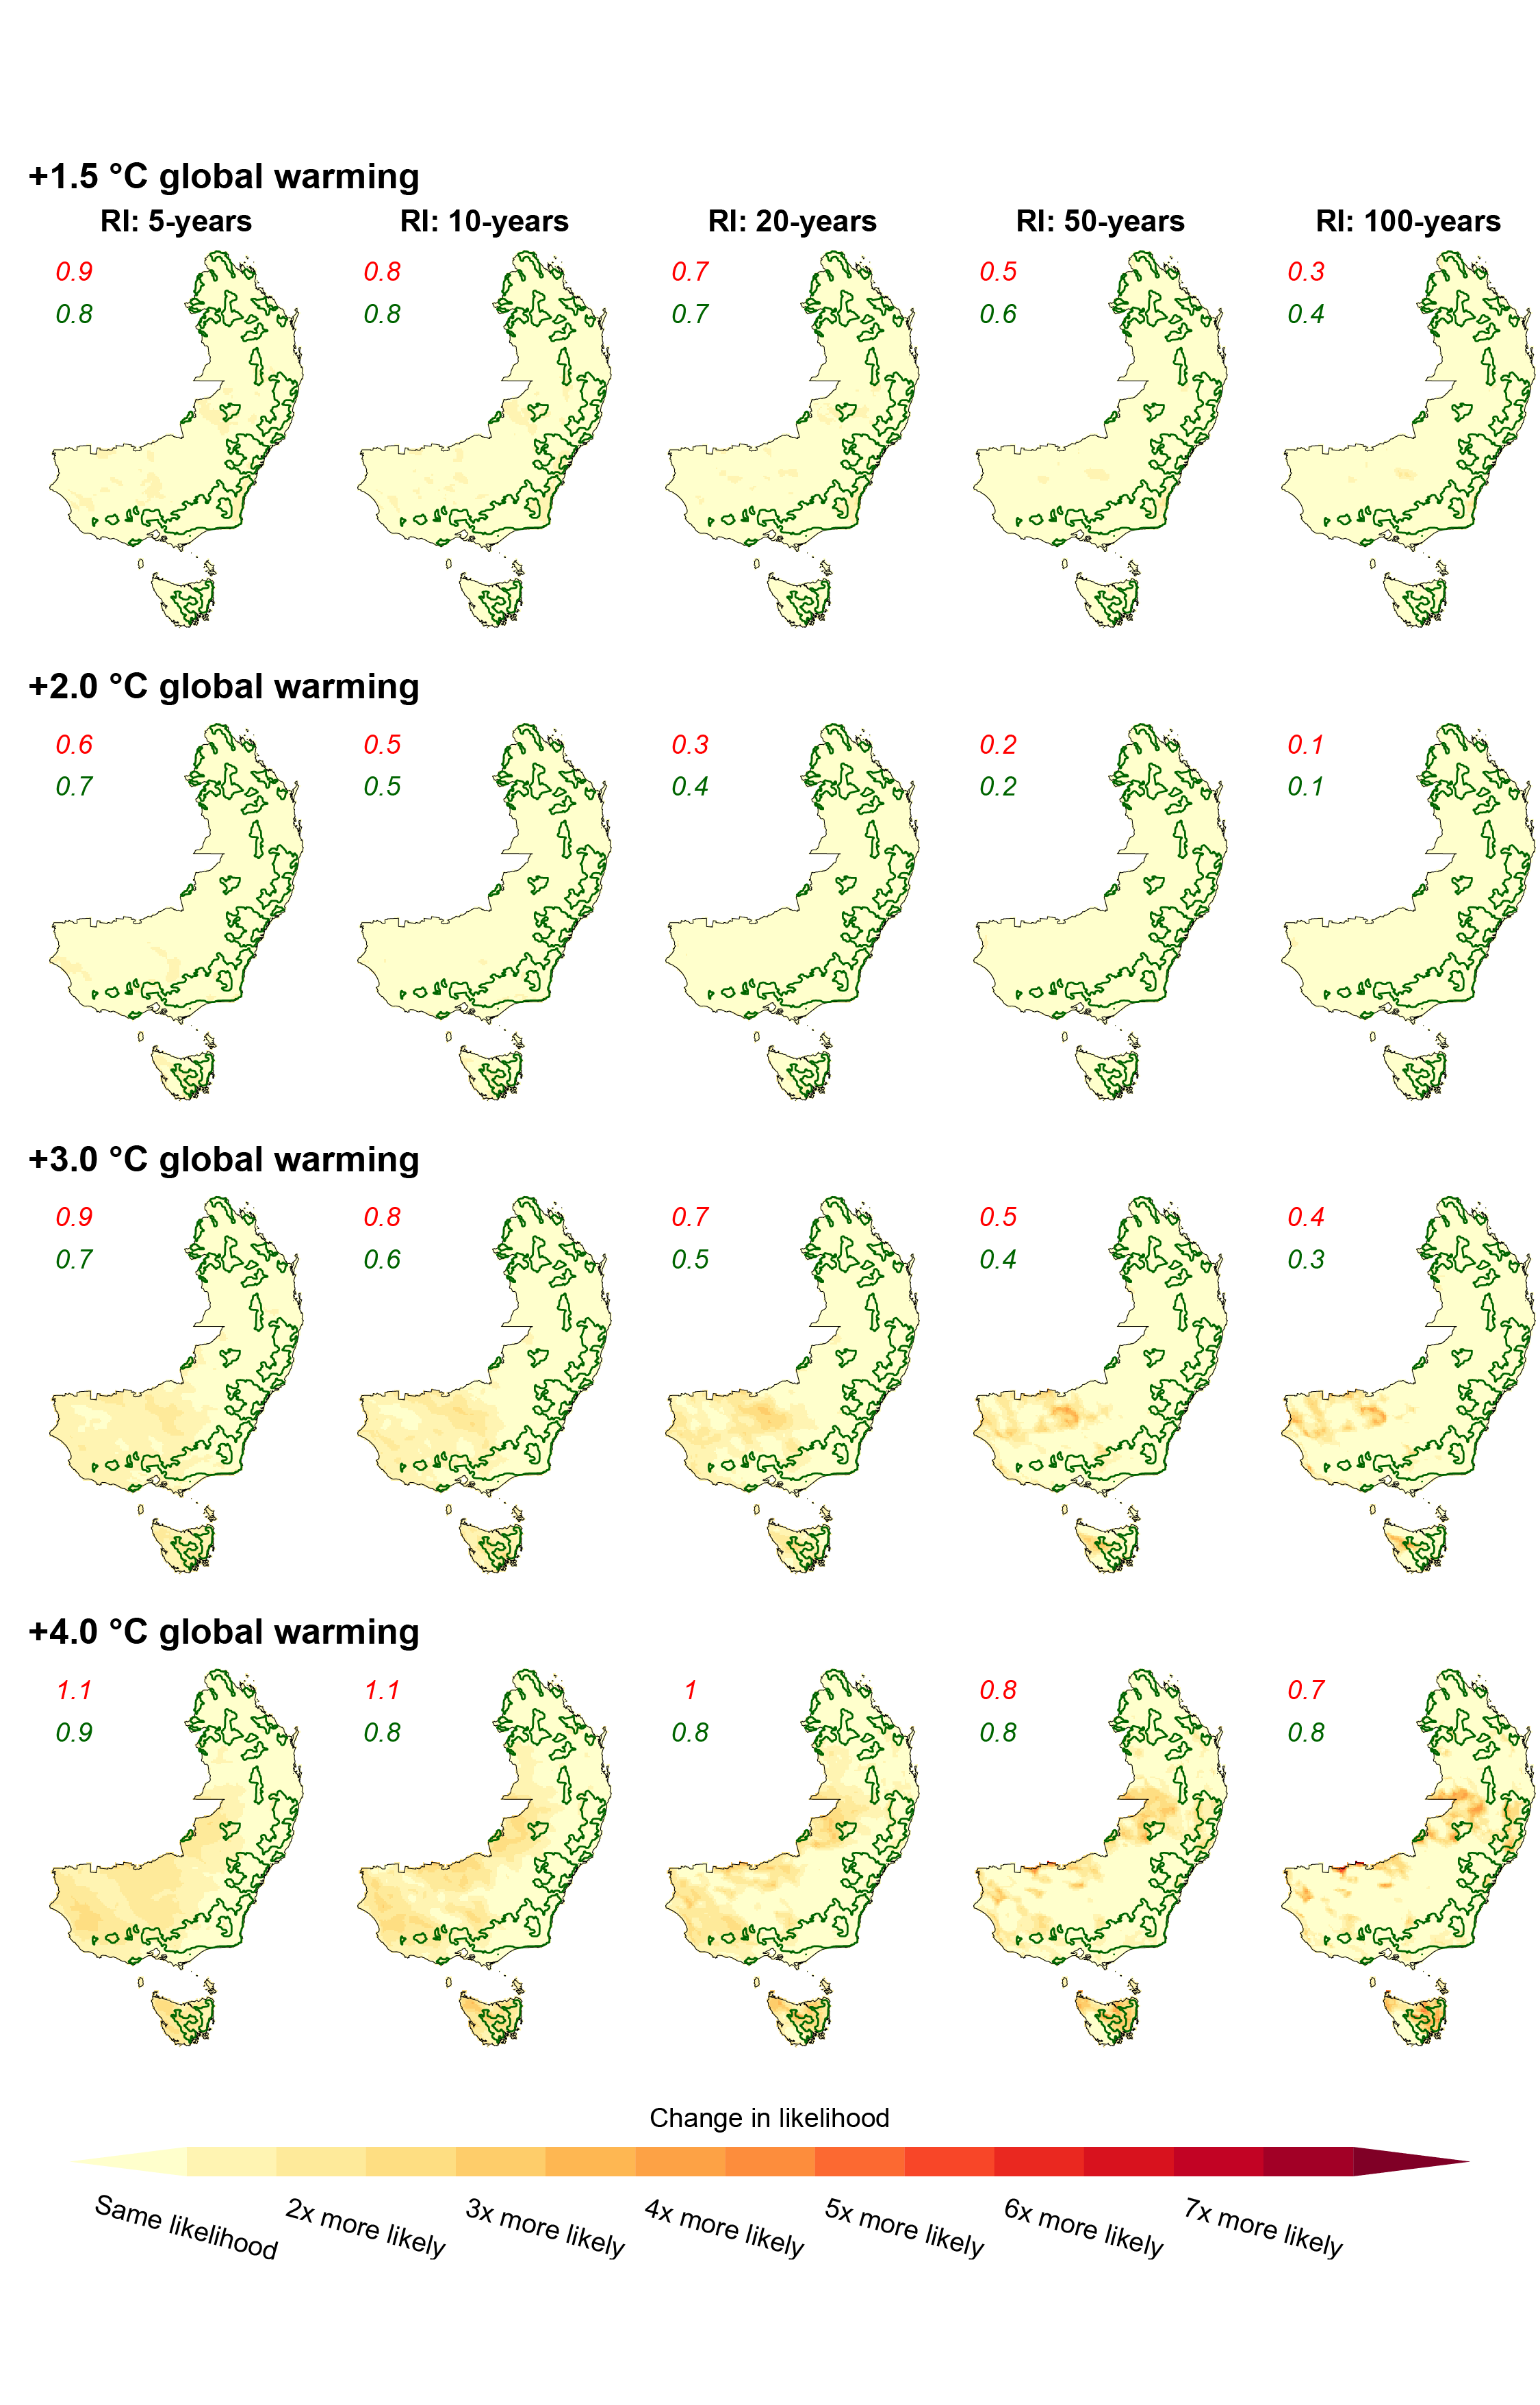 +1.5 °C global warming
RI: 5-years RI: 10-years RI: 20-years RI: 50-years RI: 100-years
0.9 0.8 0.7 0.5 0.3
0.8 0.8 0.7 0.6 0.4
+2.0 °C global warming
0.6 0.5 0.3 0.2 0.1
0.7 0.5 0.4 0.2 0.1
+3.0 °C global warming
0.9 0.8 0.7 0.5 0.4
0.7 0.6 0.5 0.4 0.3
+4.0 °C global warming
1.1 1.1 1 0.8 0.7
0.9 0.8 0.8 0.8 0.8
Change in likelihood
Same likelihood 2x more likely 3x more likely 4x more likely 5x more likely 6x more likely 7x more likely